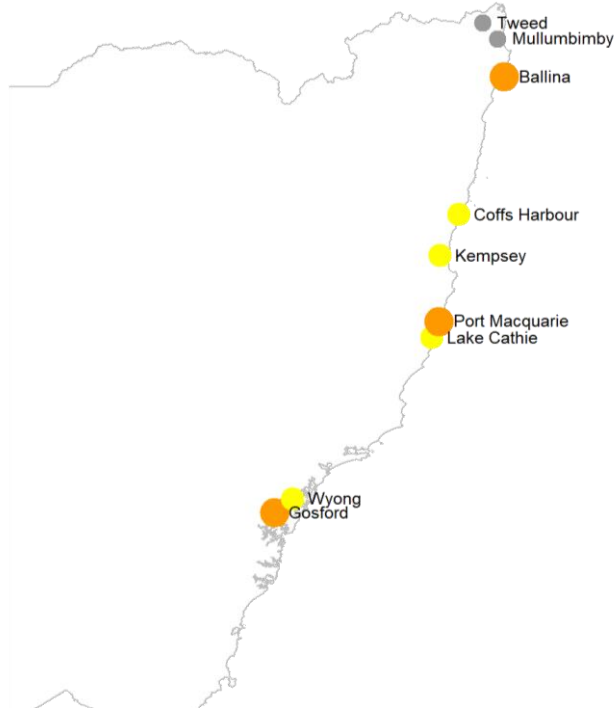 Tweed
Mullumbimby
Ballina
Coffs Harbour
Kempsey
Port Macquarie
Lake Cathie
Wyong
Gosford